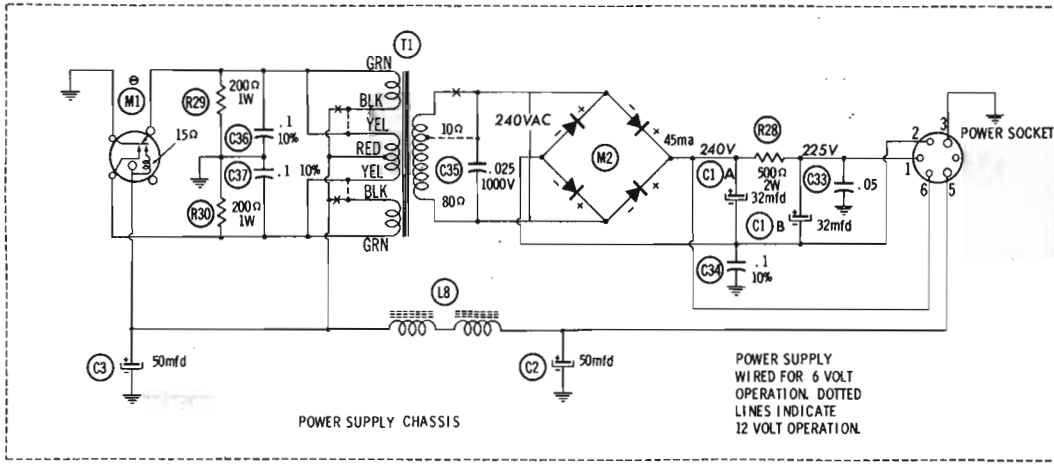 T1
GRN
BLK
YEL
RED
YEL
BLK
GRN
M1
15Ω
R29
200Ω
1W
C36
.1
10%
C37
.1 10%
R30
200Ω
1W
10Ω
80Ω
C35
.025
1000V
240VAC
M2
45ma
240V
R28
500Ω
2W
225V
C1 A
32mfd
C1 B
32mfd
C33
.05
C34
.1
10%
2
3
1
6
5
POWER SOCKET
L8
C3
50mfd
C2
50mfd
POWER SUPPLY
WIRED FOR 6 VOLT
OPERATION. DOTTED
LINES INDICATE
12 VOLT OPERATION.
POWER SUPPLY CHASSIS